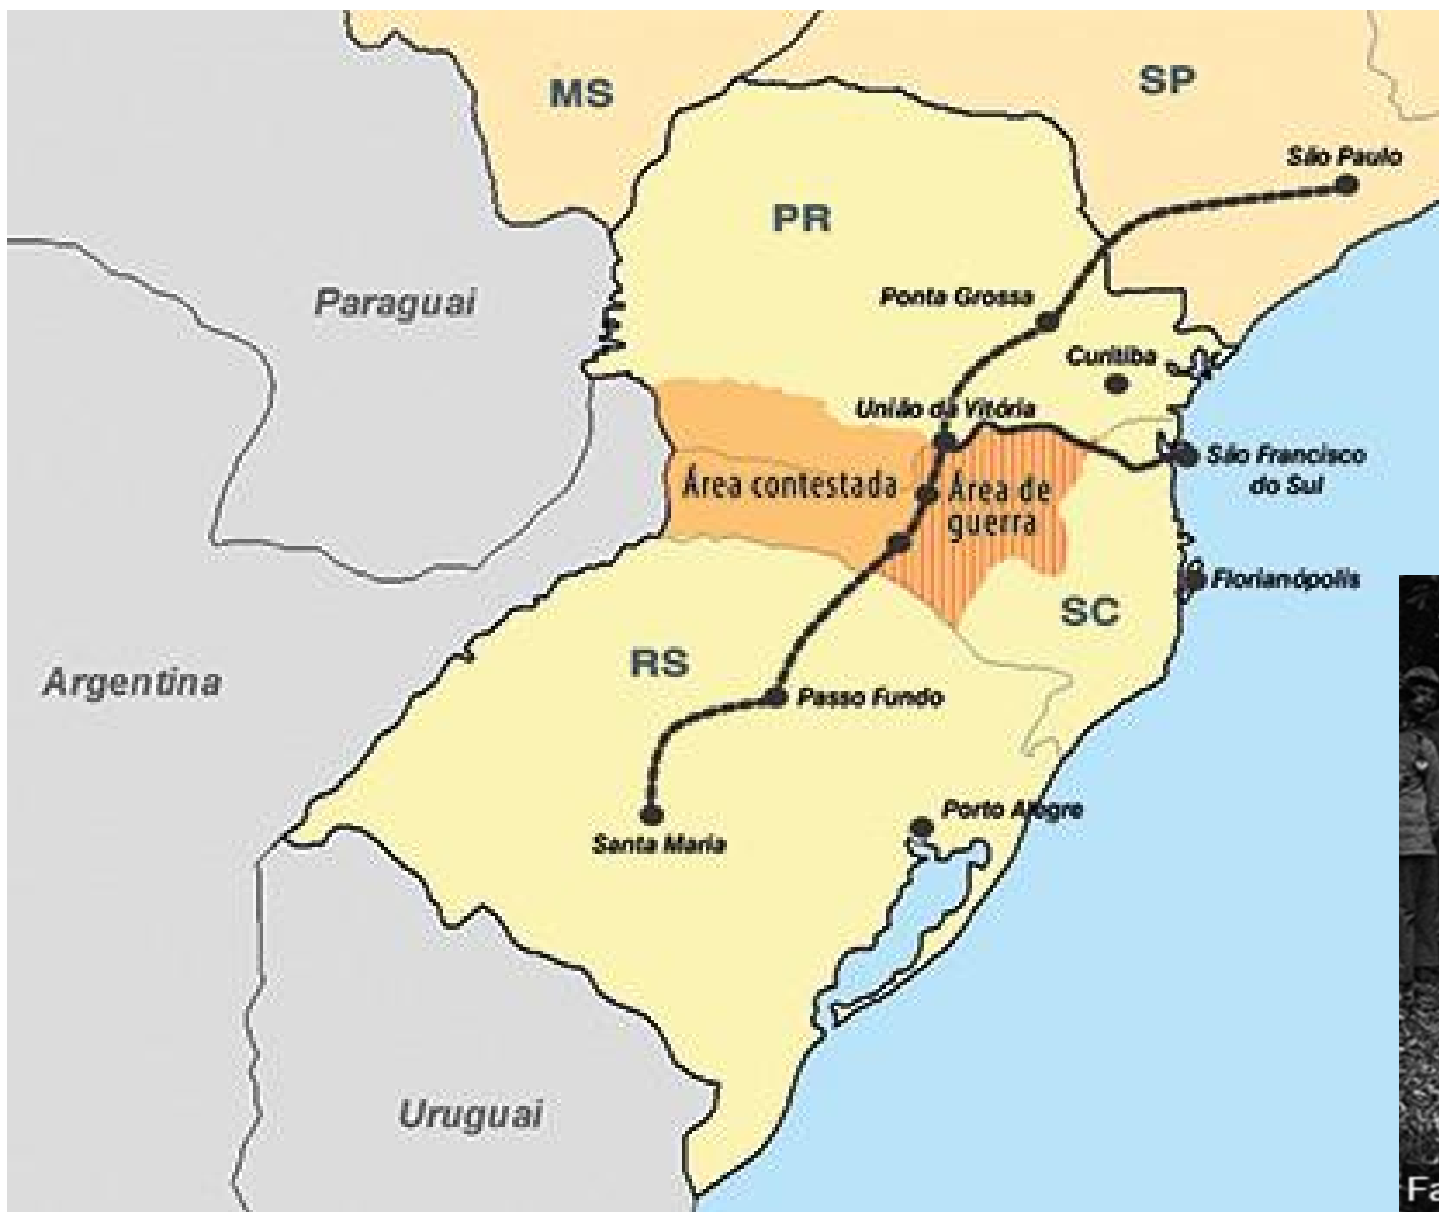 MS
SP
São Paulo
PR
Paraguai
Ponta Grossa
Curitiba
União da Vitória
São Francisco
do Sul
Área contestada
Área de
guerra
Florianópolis
SC
RS
Argentina
Passo Fundo
Porto Alegre
Santa Maria
Uruguai
Fa